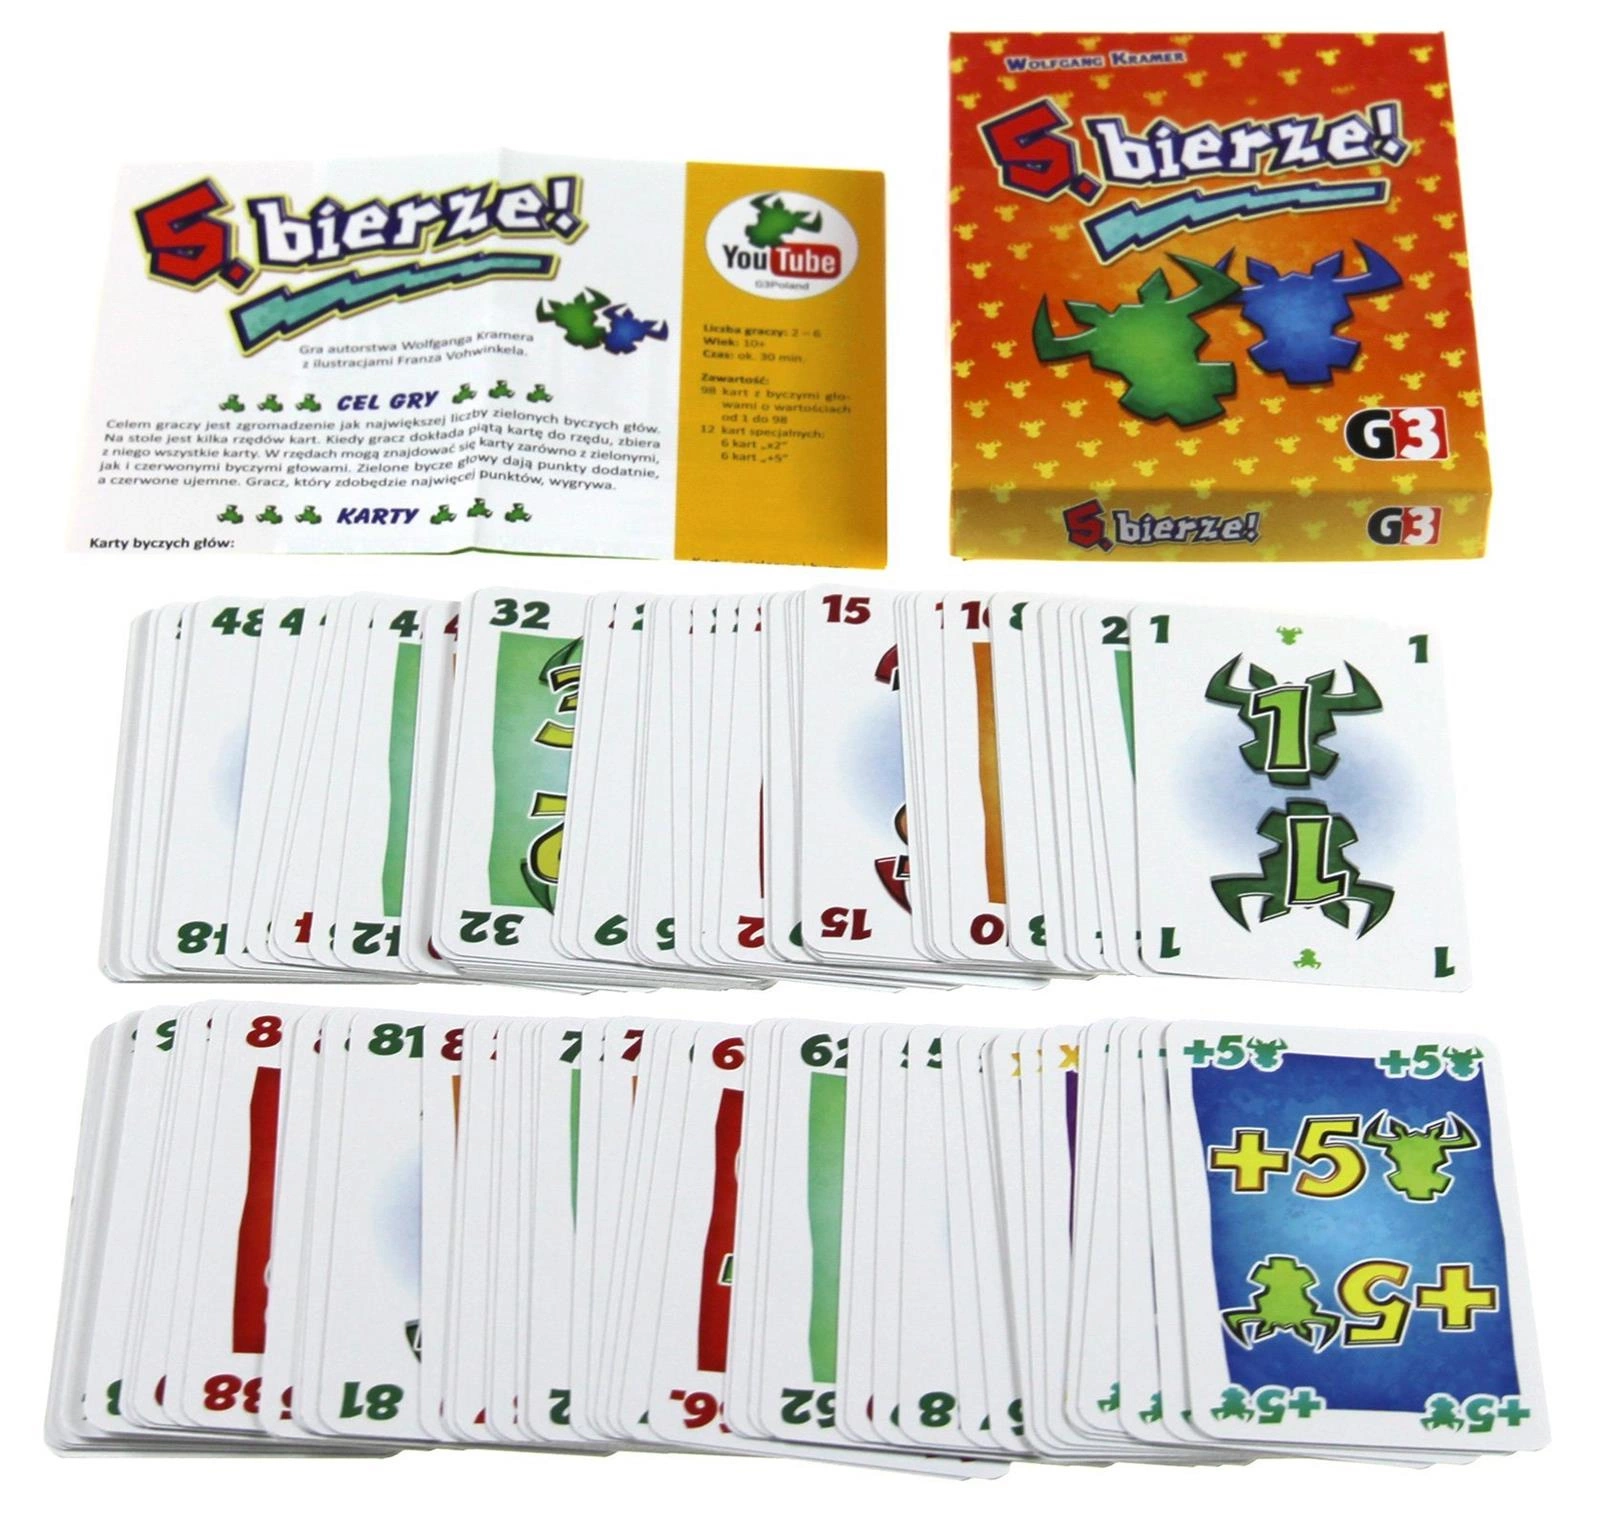 WOLFGANG KRAMER
5. bierze!
G3
5. bierze!
G3
5. bierze!
Gra autorstwa Wolfganga Kramera
z ilustracjami Franza Vohwinkela.
CEL GRY
Celem graczy jest zgromadzenie jak największej liczby zielonych byczych głów.
Na stole jest kilka rzędów kart. Kiedy gracz dokłada piątą kartę do rzędu, zbiera
z niego wszystkie karty. W rzędach mogą znajdować się karty zarówno z zielonymi,
jak i czerwonymi byczymi głowami. Zielone bycze głowy dają punkty dodatnie,
a czerwone ujemne. Gracz, który zdobędzie najwięcej punktów, wygrywa.
KARTY
Karty byczych głów:
YouTube
G3Poland
Liczba graczy: 2 – 6
Wiek: 10+
Czas: ok. 30 min.
Zawartość:
98 kart z byczymi gło-
wami o wartościach
od 1 do 98
12 kart specjalnych:
6 kart „x2”
6 kart „+5”
48
32
15
8
2
1
1
1
1
32
15
1
1
81
62
+5
+5
+5
+5
81
+5
+5